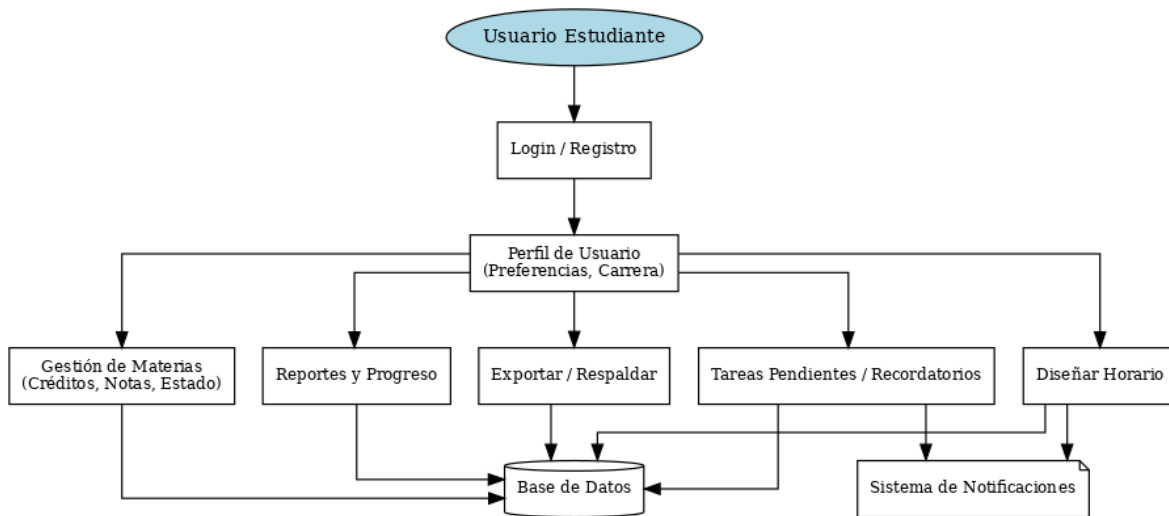 Usuario Estudiante
Login / Registro
Perfil de Usuario
(Preferencias, Carrera)
Gestión de Materias
(Créditos, Notas, Estado)
Reportes y Progreso
Exportar / Respaldar
Tareas Pendientes / Recordatorios
Diseñar Horario
Base de Datos
Sistema de Notificaciones